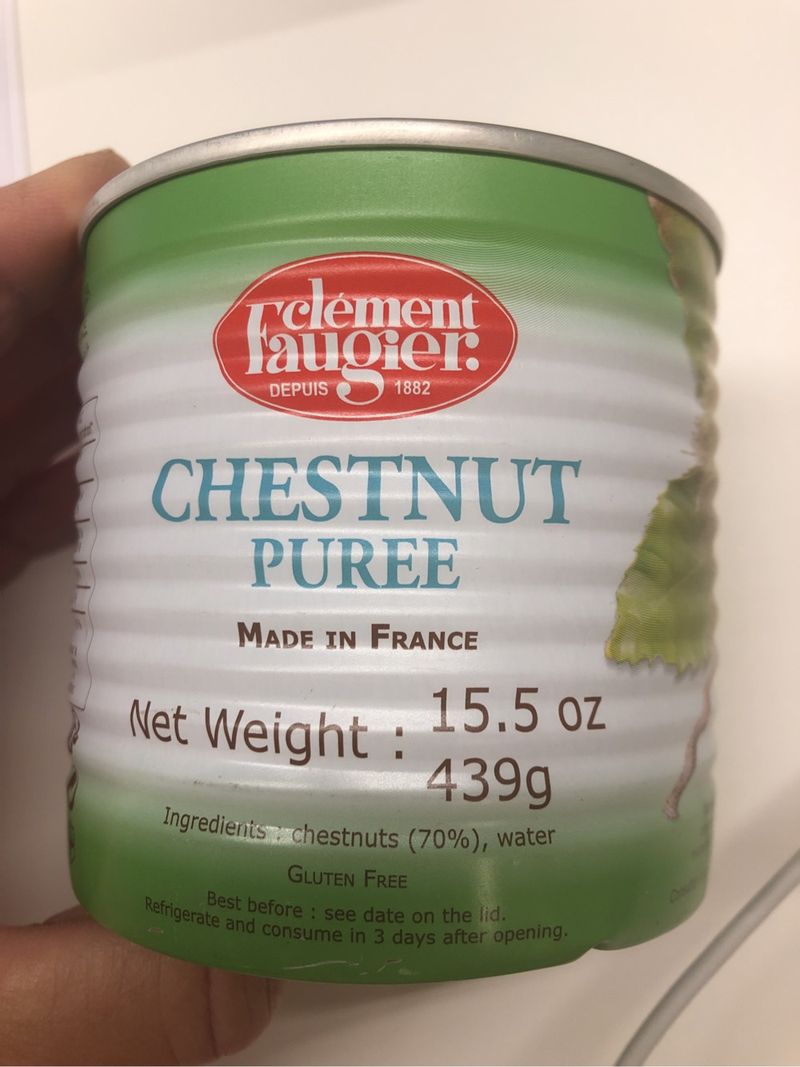 clément
Faugier.
DEPUIS 1882
CHESTNUT
PUREE
MADE IN FRANCE
Net Weight : 15.5 oz
439g
Ingredients : chestnuts (70%), water
GLUTEN FREE
Best before : see date on the lid.
Refrigerate and consume in 3 days after opening.